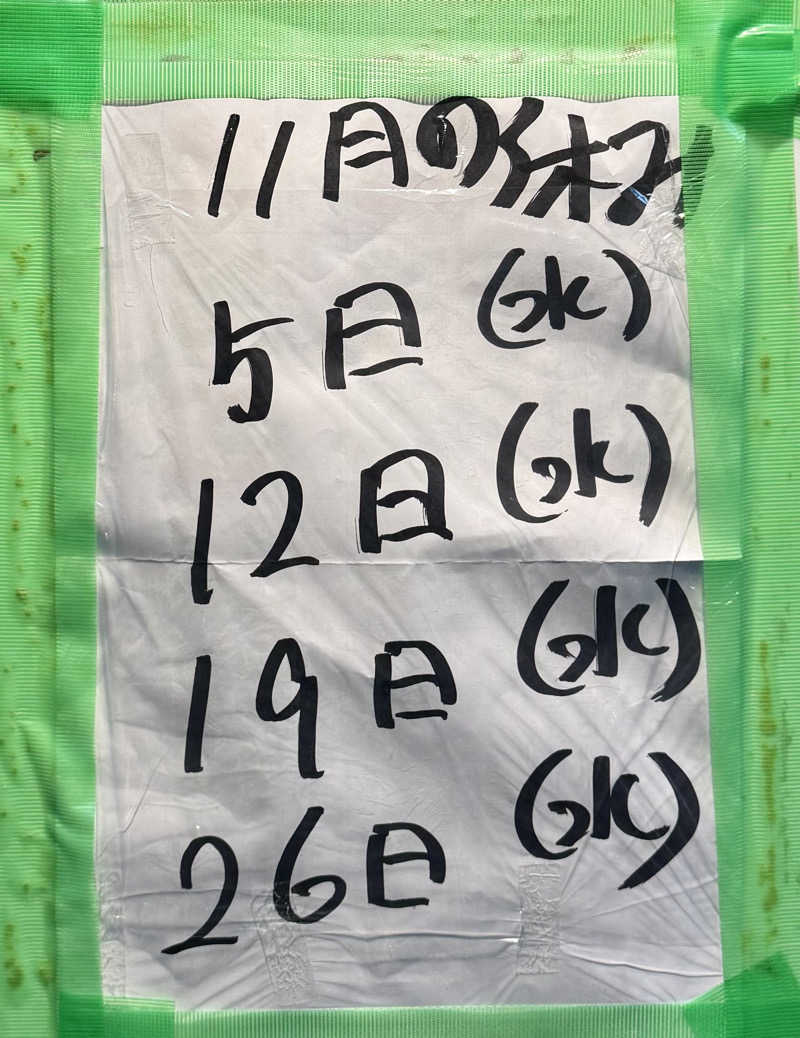 11月の休み
5日 (水)
12日 (水)
19日 (水)
26日 (水)